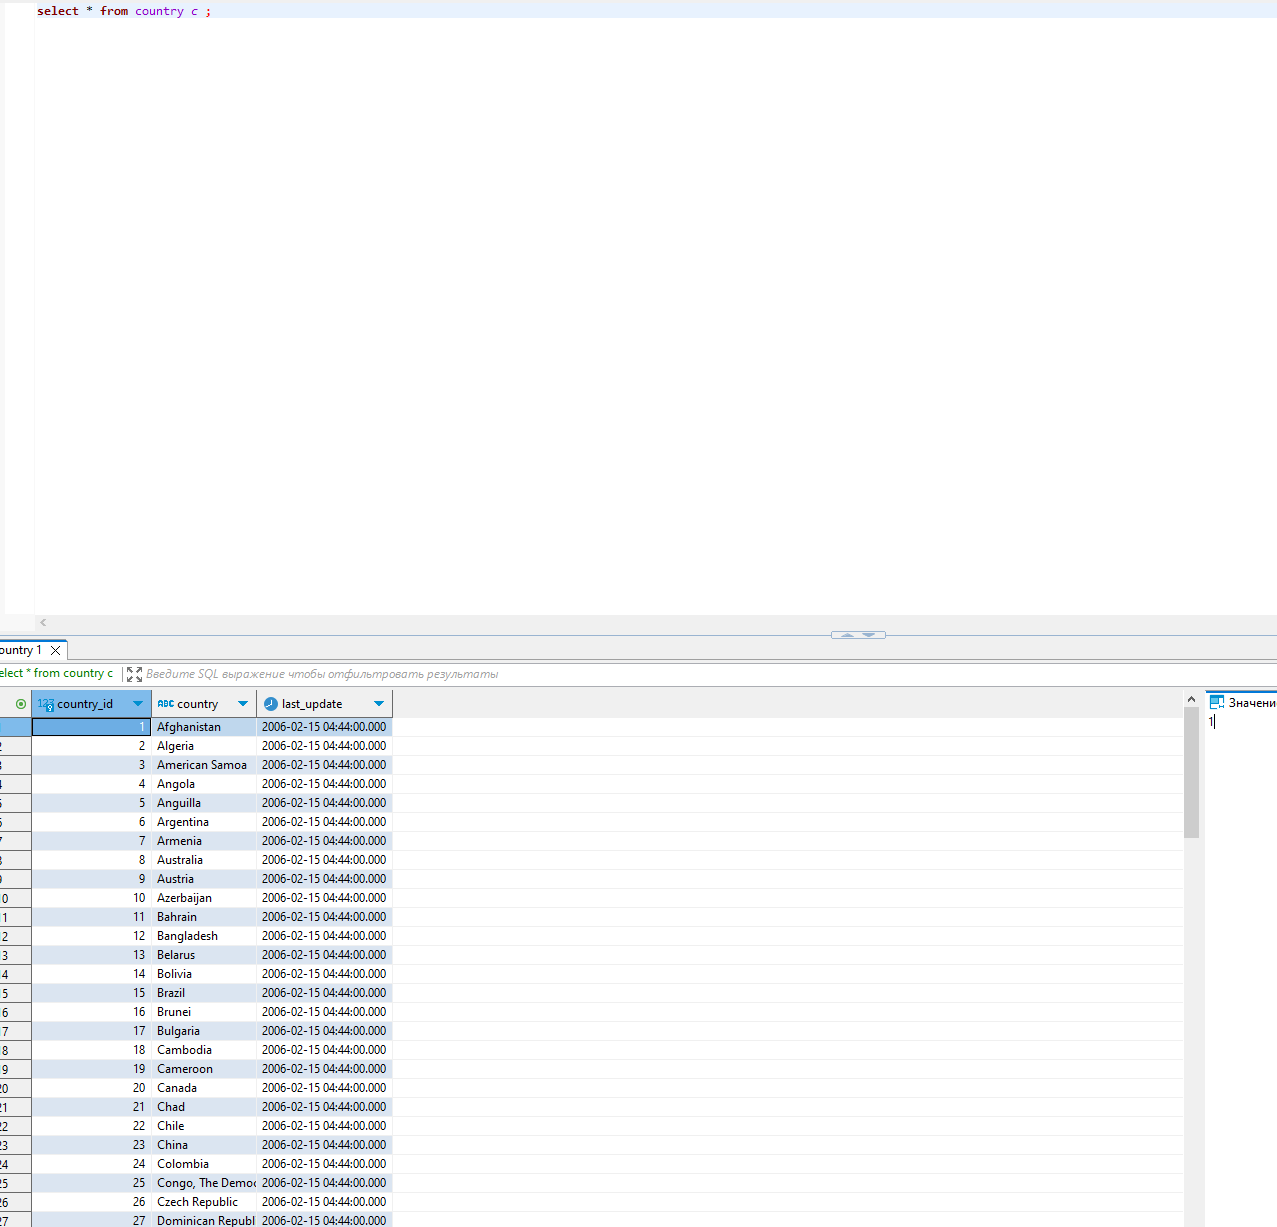 select * from country c ;
ountry 1
elect * from country c Введите SQL выражение чтобы отфильтровать результаты
123 country_id ABC country last_update
Значени
1
1 Afghanistan 2006-02-15 04:44:00.000
2 2 Algeria 2006-02-15 04:44:00.000
3 3 American Samoa 2006-02-15 04:44:00.000
4 4 Angola 2006-02-15 04:44:00.000
5 5 Anguilla 2006-02-15 04:44:00.000
6 6 Argentina 2006-02-15 04:44:00.000
7 7 Armenia 2006-02-15 04:44:00.000
8 8 Australia 2006-02-15 04:44:00.000
9 9 Austria 2006-02-15 04:44:00.000
10 10 Azerbaijan 2006-02-15 04:44:00.000
11 11 Bahrain 2006-02-15 04:44:00.000
12 12 Bangladesh 2006-02-15 04:44:00.000
13 13 Belarus 2006-02-15 04:44:00.000
14 14 Bolivia 2006-02-15 04:44:00.000
15 15 Brazil 2006-02-15 04:44:00.000
16 16 Brunei 2006-02-15 04:44:00.000
17 17 Bulgaria 2006-02-15 04:44:00.000
18 18 Cambodia 2006-02-15 04:44:00.000
19 19 Cameroon 2006-02-15 04:44:00.000
20 20 Canada 2006-02-15 04:44:00.000
21 21 Chad 2006-02-15 04:44:00.000
22 22 Chile 2006-02-15 04:44:00.000
23 23 China 2006-02-15 04:44:00.000
24 24 Colombia 2006-02-15 04:44:00.000
25 25 Congo, The Demo 2006-02-15 04:44:00.000
26 26 Czech Republic 2006-02-15 04:44:00.000
27 27 Dominican Republ 2006-02-15 04:44:00.000